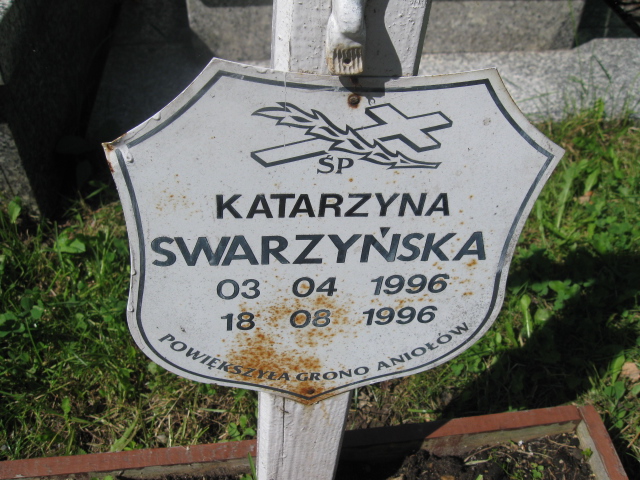 ŚP
KATARZYNA
SWARZYŃSKA
03 04 1996
18 08 1996
POWIĘKSZYŁA GRONO ANIOŁÓW